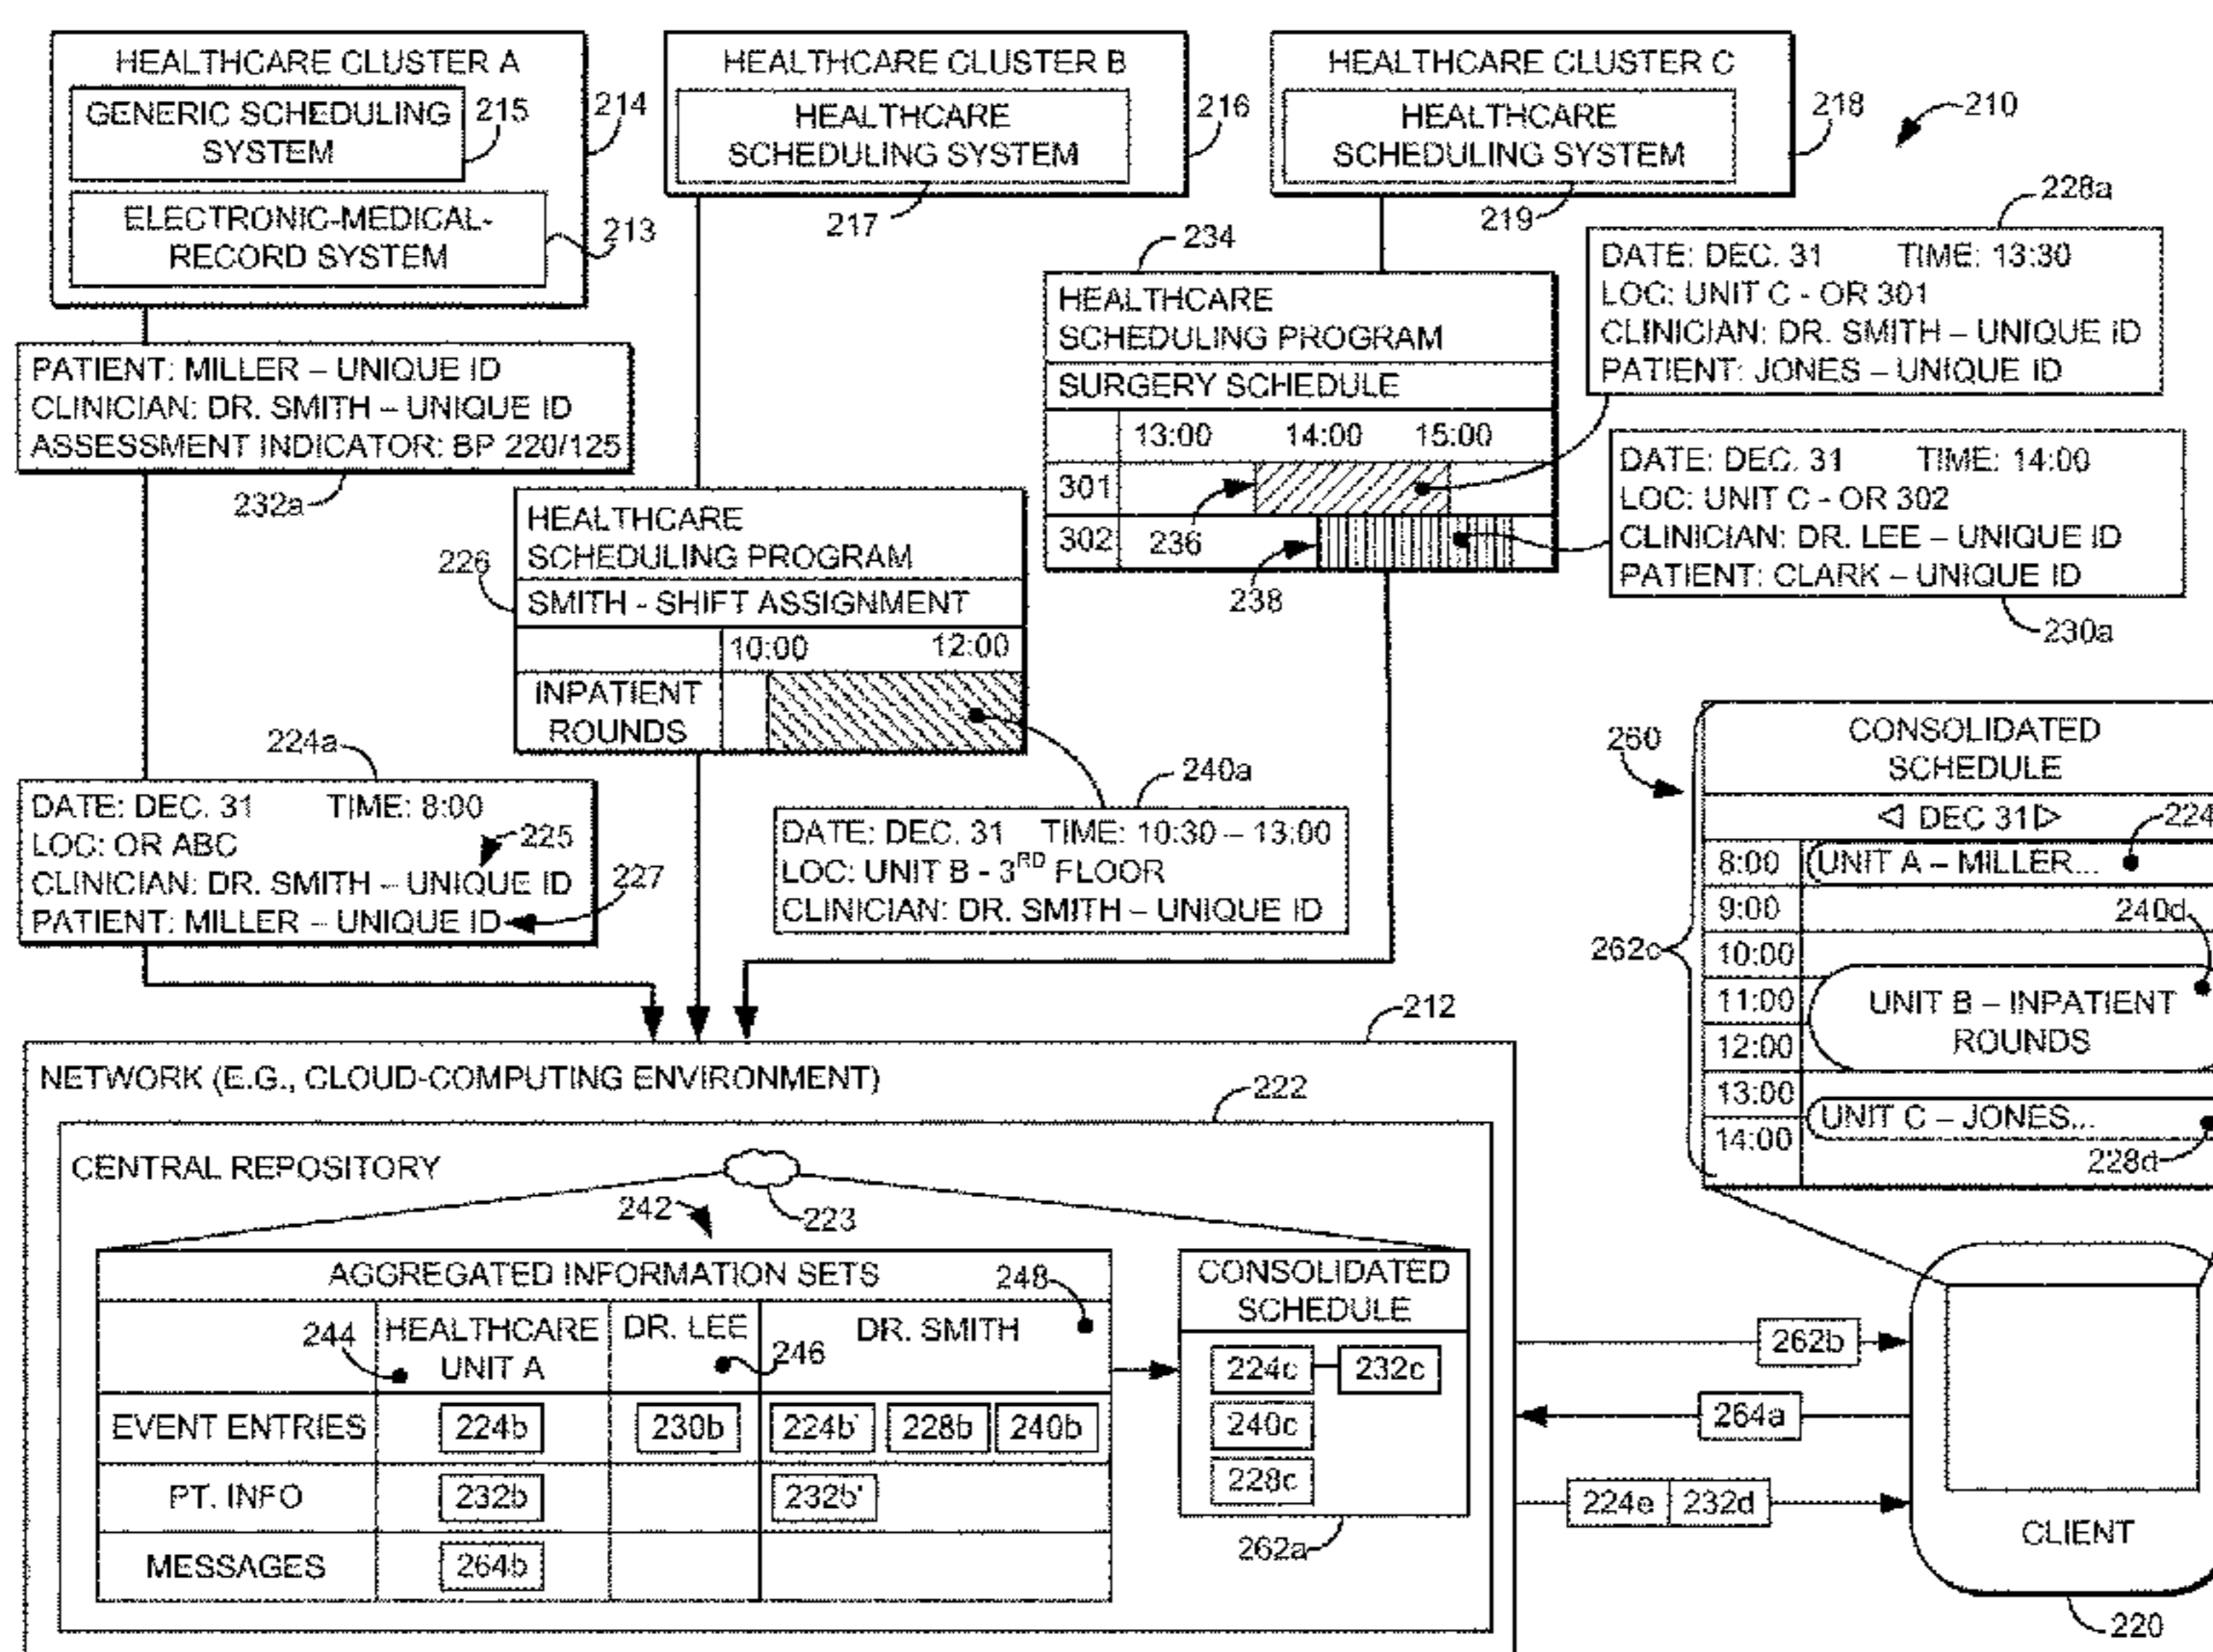 HEALTHCARE CLUSTER A
GENERIC SCHEDULING
SYSTEM
215
214
ELECTRONIC-MEDICAL-
RECORD SYSTEM
213
HEALTHCARE CLUSTER B
HEALTHCARE
SCHEDULING SYSTEM
216
217
HEALTHCARE CLUSTER C
HEALTHCARE
SCHEDULING SYSTEM
218
219
210
228a
DATE: DEC. 31 TIME: 13:30
LOC: UNIT C - OR 301
CLINICIAN: DR. SMITH – UNIQUE ID
PATIENT: JONES – UNIQUE ID
234
HEALTHCARE
SCHEDULING PROGRAM
SURGERY SCHEDULE
13:00 14:00 15:00
301
302 236
238
DATE: DEC. 31 TIME: 14:00
LOC: UNIT C - OR 302
CLINICIAN: DR. LEE – UNIQUE ID
PATIENT: CLARK – UNIQUE ID
230a
PATIENT: MILLER – UNIQUE ID
CLINICIAN: DR. SMITH – UNIQUE ID
ASSESSMENT INDICATOR: BP 220/125
232a
226
HEALTHCARE
SCHEDULING PROGRAM
SMITH - SHIFT ASSIGNMENT
10:00 12:00
INPATIENT
ROUNDS
224a
DATE: DEC. 31 TIME: 8:00
LOC: OR ABC
225
CLINICIAN: DR. SMITH – UNIQUE ID
227
PATIENT: MILLER – UNIQUE ID
240a
DATE: DEC. 31 TIME: 10:30 – 13:00
LOC: UNIT B - 3RD FLOOR
CLINICIAN: DR. SMITH – UNIQUE ID
260
CONSOLIDATED
SCHEDULE
DEC 31
224
8:00 UNIT A – MILLER...
9:00
240d
262c
10:00
11:00 UNIT B – INPATIENT
12:00 ROUNDS
13:00
UNIT C – JONES...
14:00
228d
212
NETWORK (E.G., CLOUD-COMPUTING ENVIRONMENT)
222
CENTRAL REPOSITORY
242
223
AGGREGATED INFORMATION SETS
248
244 HEALTHCARE
UNIT A
DR. LEE
246
DR. SMITH
EVENT ENTRIES 224b 230b 224b' 228b 240b
PT. INFO 232b 232b'
MESSAGES 264b
CONSOLIDATED
SCHEDULE
224c 232c
240c
228c
262a
262b
264a
224e 232d
CLIENT
220